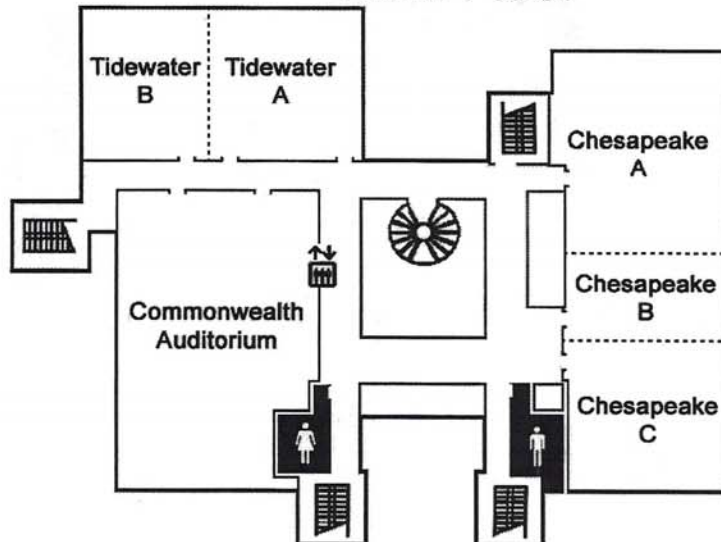 Tidewater
B
Tidewater
A
Chesapeake
A
Chesapeake
B
Commonwealth
Auditorium
Chesapeake
C